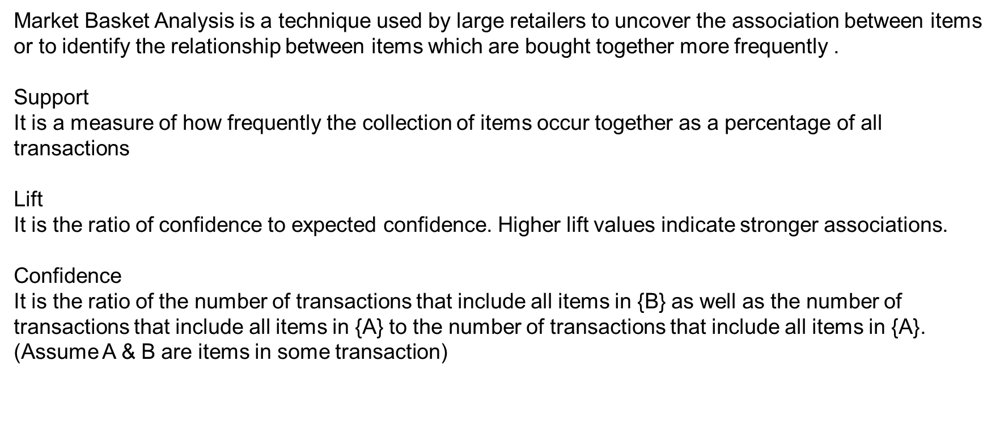 Market Basket Analysis is a technique used by large retailers to uncover the association between items
or to identify the relationship between items which are bought together more frequently .
Support
It is a measure of how frequently the collection of items occur together as a percentage of all
transactions
Lift
It is the ratio of confidence to expected confidence. Higher lift values indicate stronger associations.
Confidence
It is the ratio of the number of transactions that include all items in {B} as well as the number of
transactions that include all items in {A} to the number of transactions that include all items in {A}.
(Assume A & B are items in some transaction)